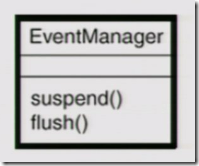 EventManager
suspend()
flush()